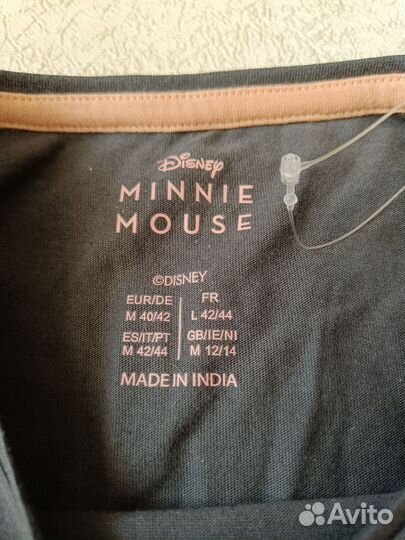 Disney
MINNIE
MOUSE
©DISNEY
EUR/DE FR
M 40/42 L 42/44
ES/IT/PT GB/IE/NI
M 42/44 M 12/14
MADE IN INDIA
Avito